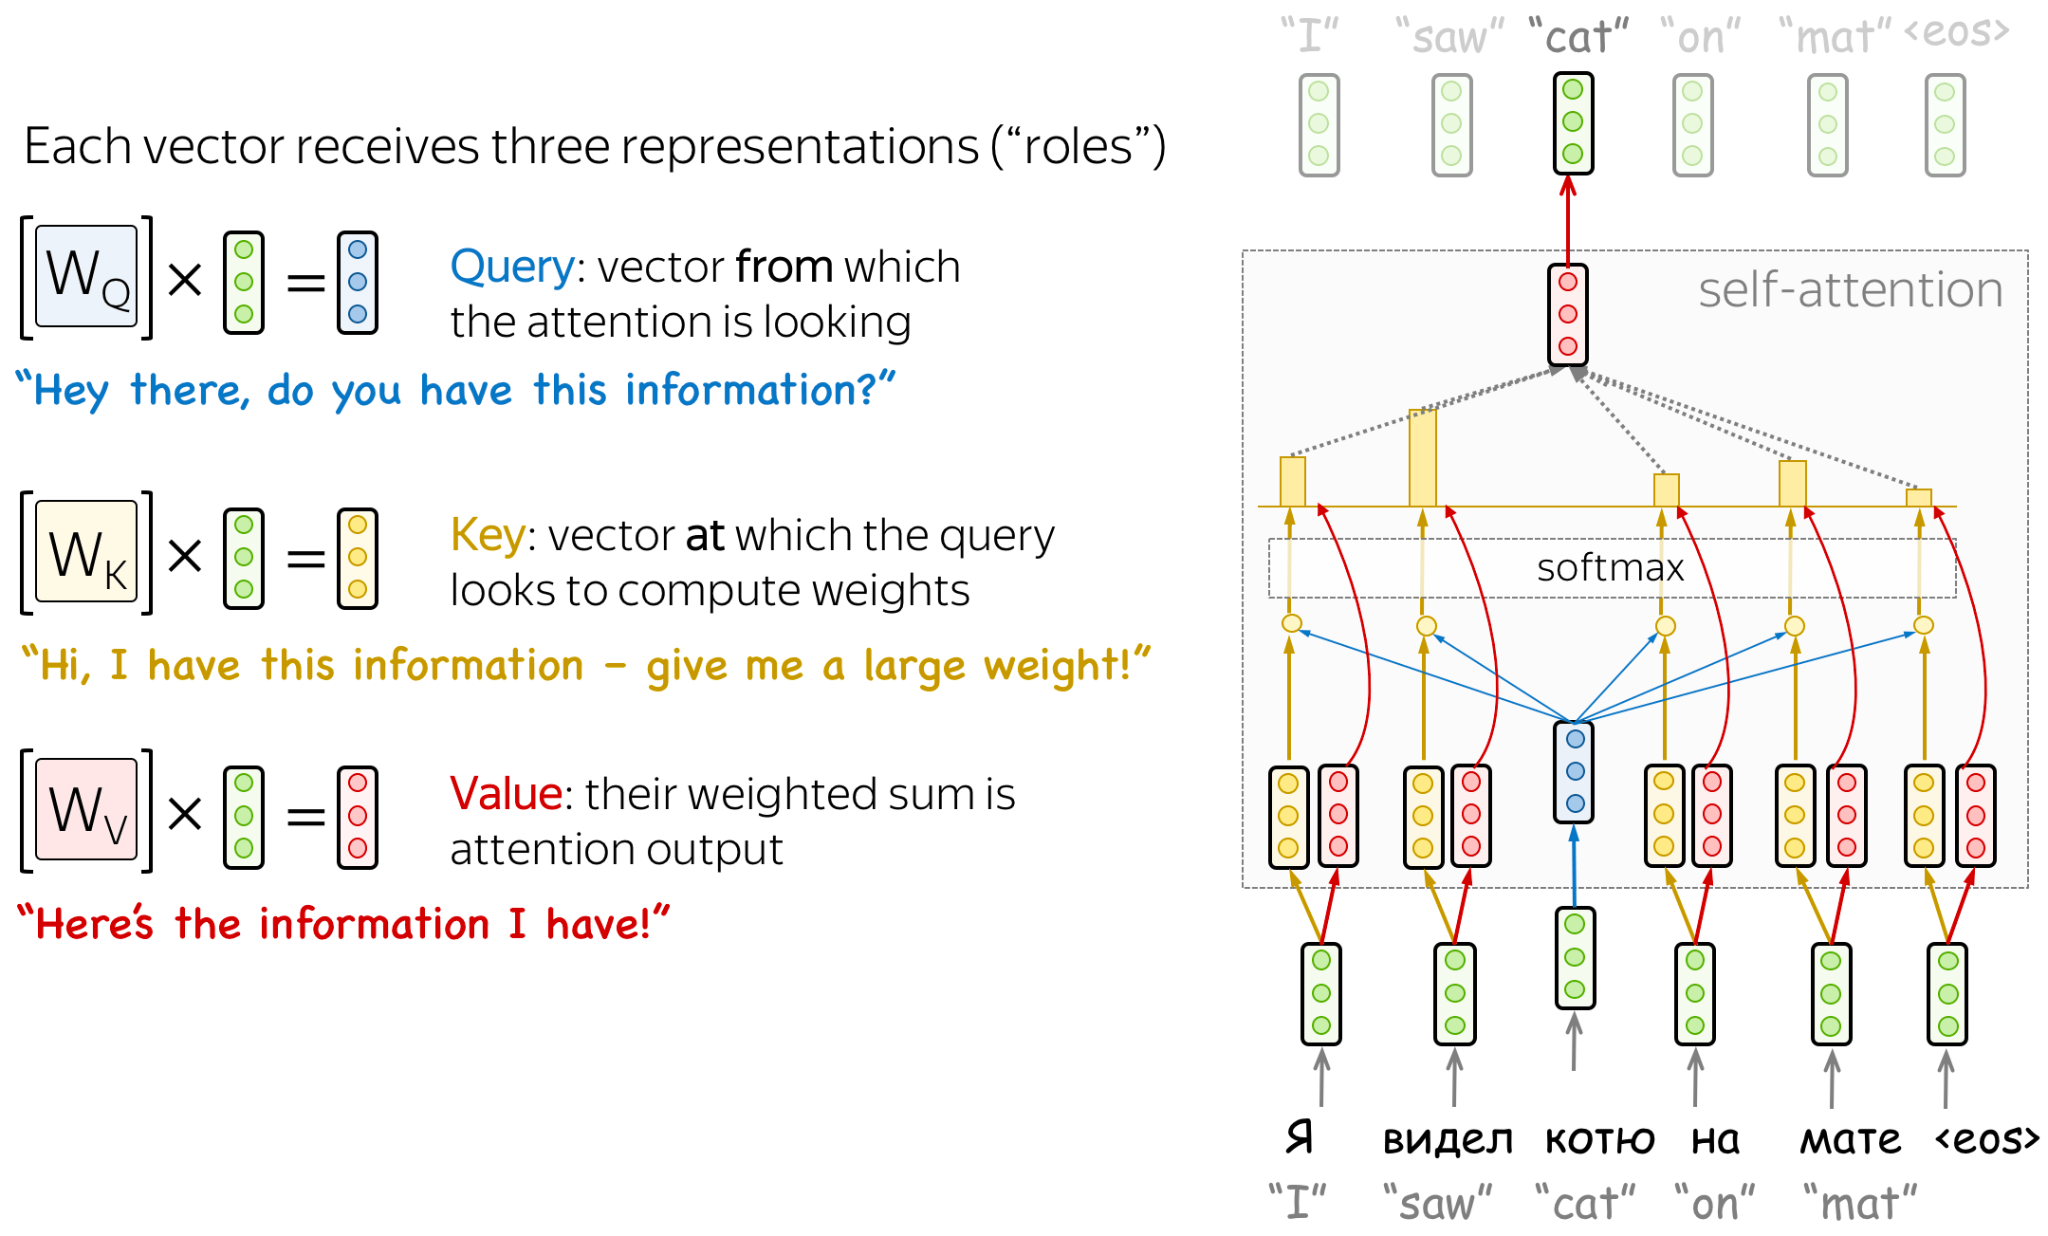 Each vector receives three representations (“roles”)
[W_Q] × =
Query: vector from which
the attention is looking
“Hey there, do you have this information?”
[W_K] × =
Key: vector at which the query
looks to compute weights
“Hi, I have this information – give me a large weight!”
[W_V] × =
Value: their weighted sum is
attention output
“Here’s the information I have!”
“I” “saw” “cat” “on” “mat” <eos>
self-attention
softmax
Я видел котю на мате <eos>
“I” “saw” “cat” “on” “mat”